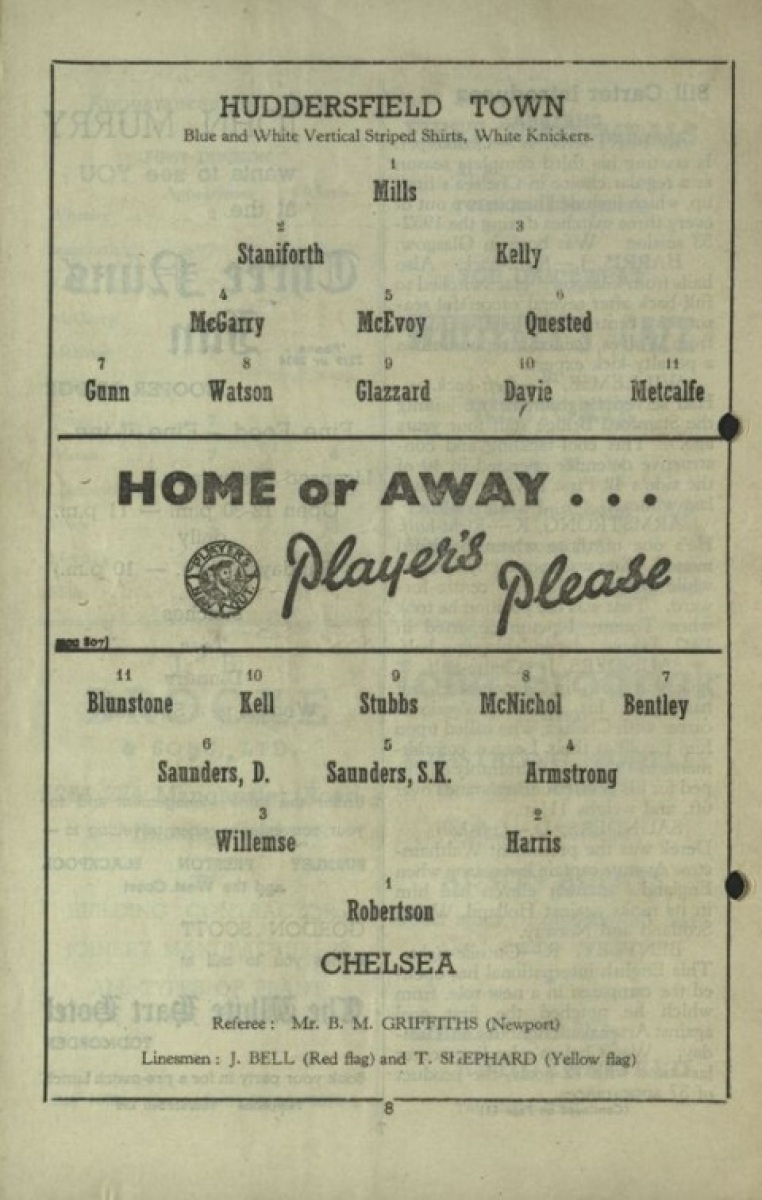 HUDDERSFIELD TOWN
Blue and White Vertical Striped Shirts, White Knickers.
1
Mills
2 3
Staniforth Kelly
4 5 6
McGarry McEvoy Quested
7 8 9 10 11
Gunn Watson Glazzard Davie Metcalfe
HOME or AWAY . . .
PLAYER'S
NAVY CUT
Player's Please
11 10 9 8 7
Blunstone Kell Stubbs McNichol Bentley
6 5 4
Saunders, D. Saunders, S.K. Armstrong
3 2
Willemse Harris
1
Robertson
CHELSEA
Referee : Mr. B. M. GRIFFITHS (Newport)
Linesmen : J. BELL (Red flag) and T. SHEPHARD (Yellow flag)
8